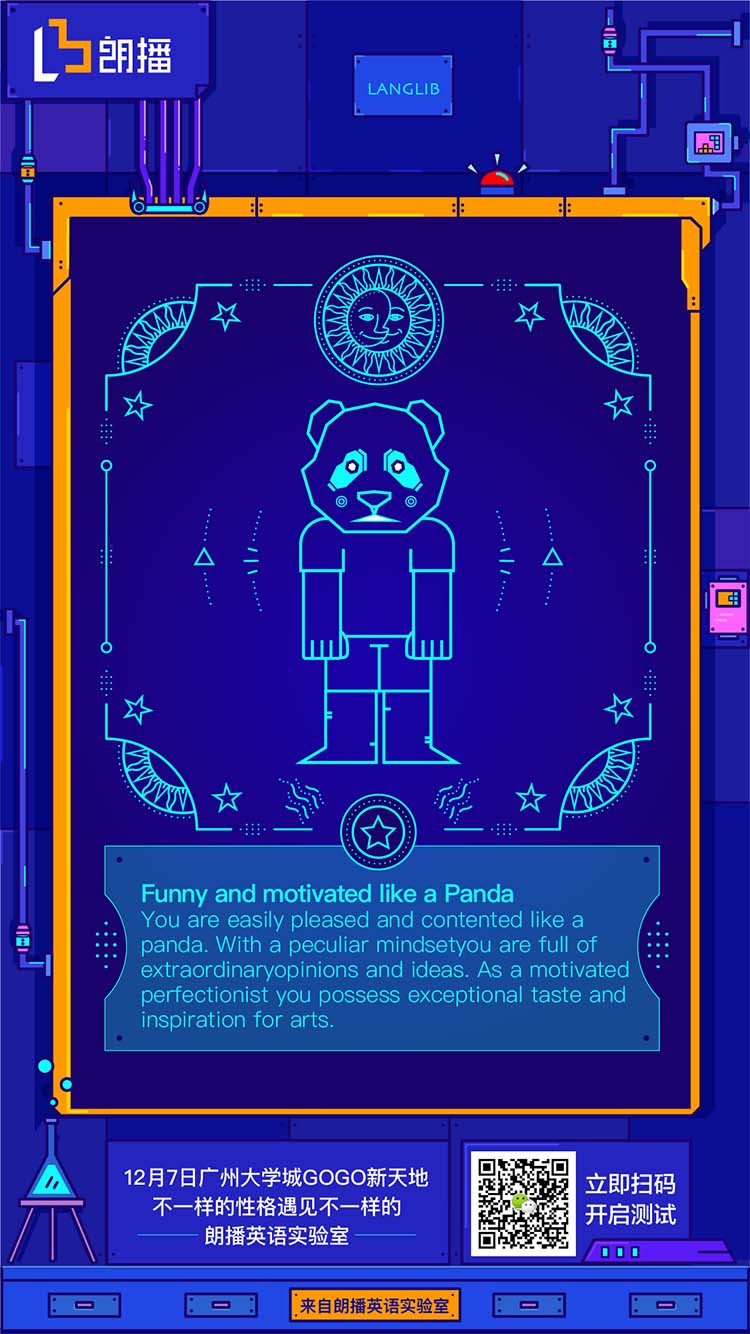 朗播
LANGLIB
Funny and motivated like a Panda
You are easily pleased and contented like a
panda. With a peculiar mindsetyou are full of
extraordinaryopinions and ideas. As a motivated
perfectionist you possess exceptional taste and
inspiration for arts.
12月7日广州大学城GOGO新天地
不一样的性格遇见不一样的
朗播英语实验室
立即扫码
开启测试
来自朗播英语实验室